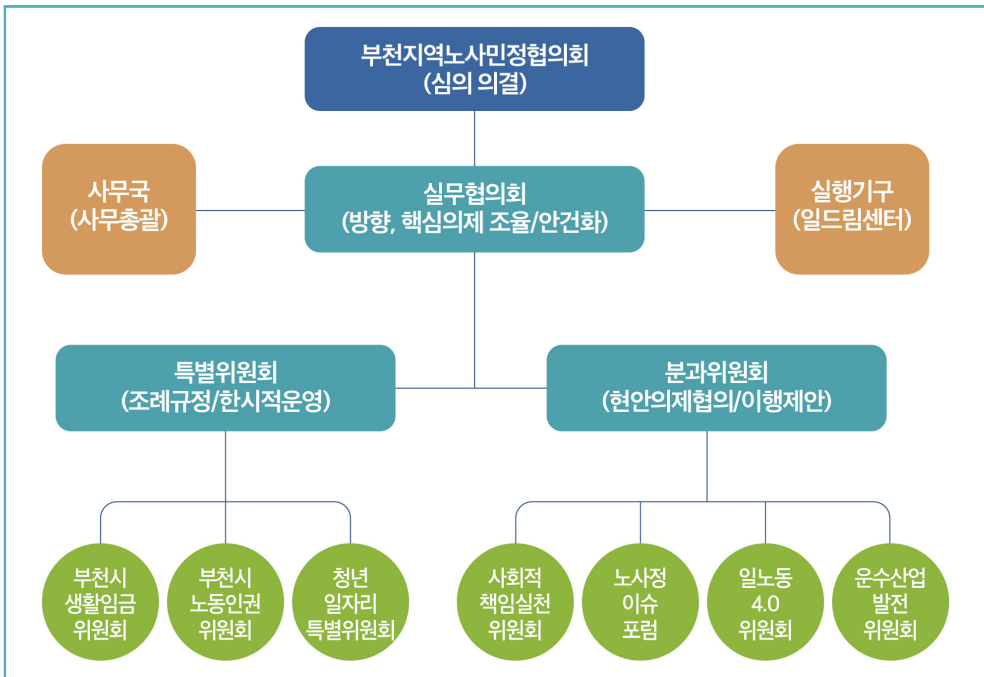 부천지역노사민정협의회
(심의 의결)
사무국
(사무총괄)
실무협의회
(방향, 핵심의제 조율/안건화)
실행기구
(일드림센터)
특별위원회
(조례규정/한시적운영)
분과위원회
(현안의제협의/이행제안)
부천시
생활임금
위원회
부천시
노동인권
위원회
청년
일자리
특별위원회
사회적
책임실천
위원회
노사정
이슈
포럼
일노동
4.0
위원회
운수산업
발전
위원회